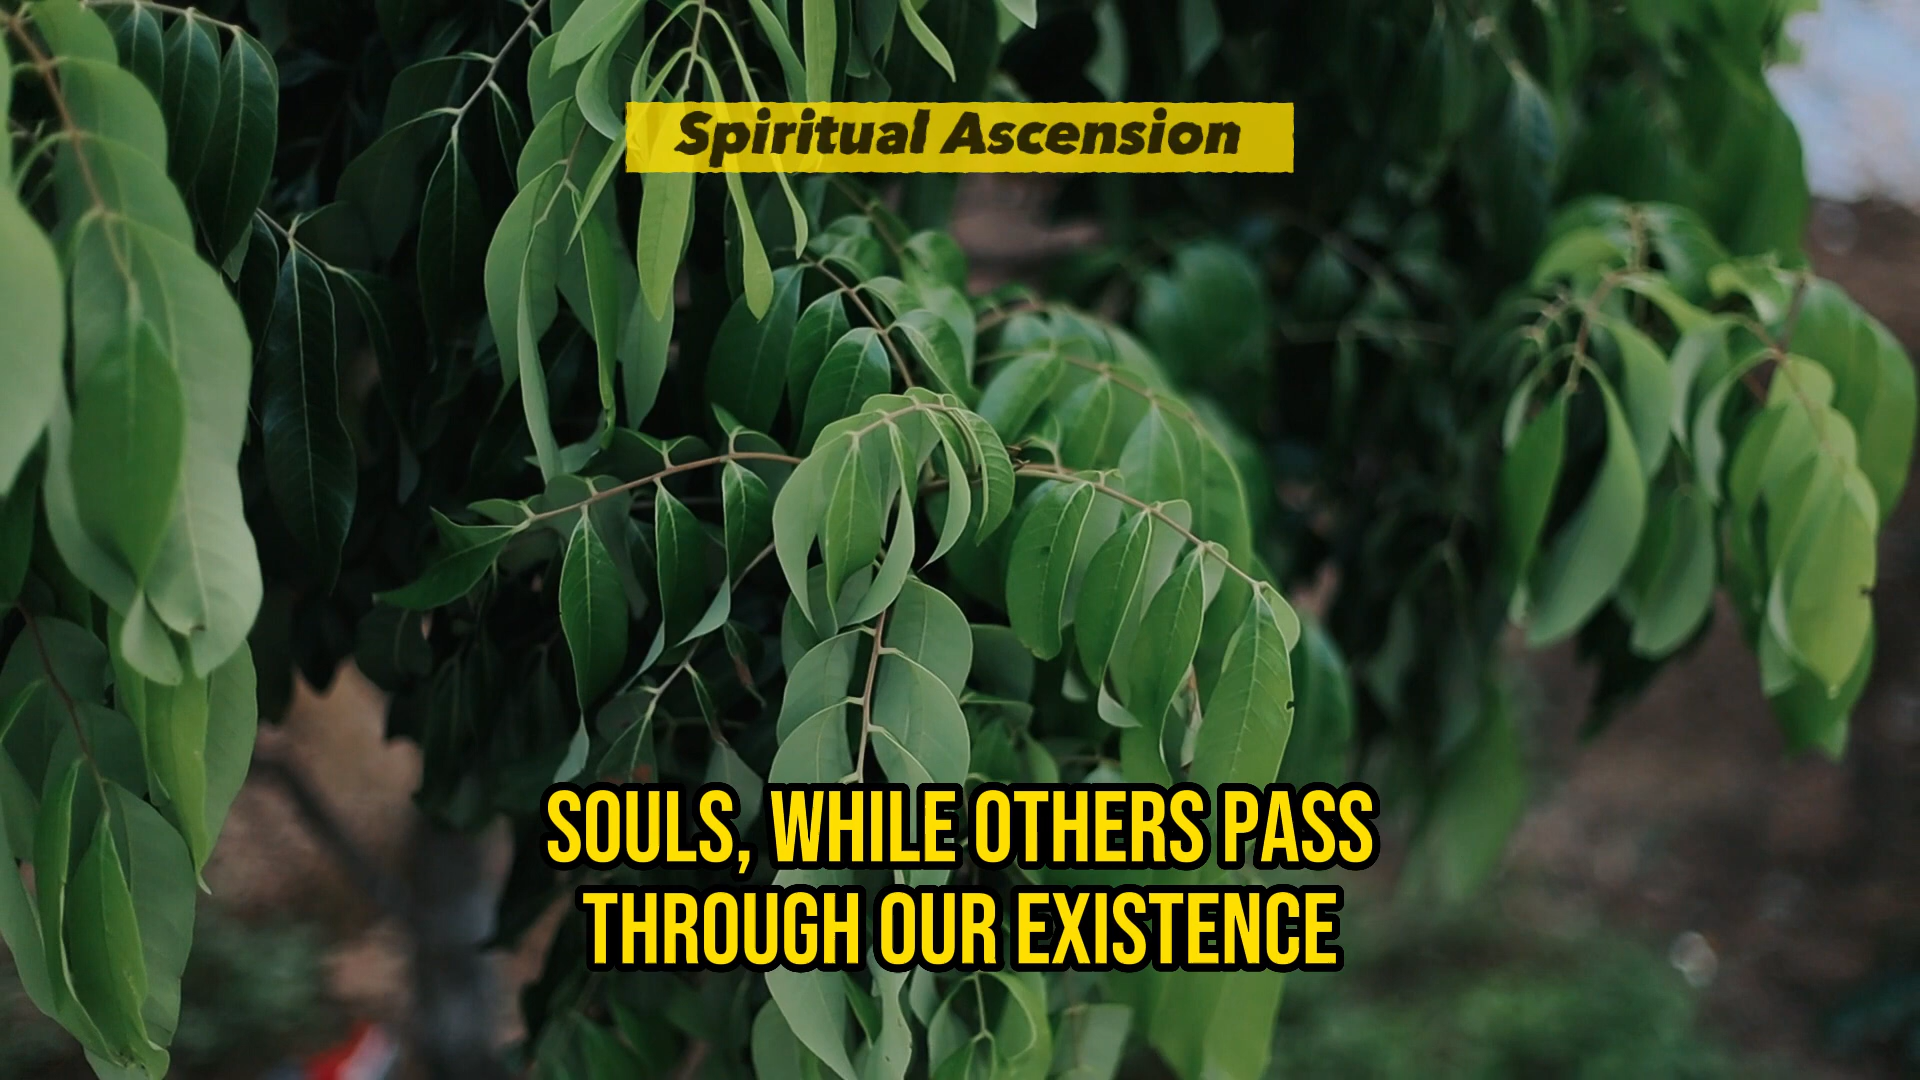 Spiritual Ascension
SOULS, WHILE OTHERS PASS
THROUGH OUR EXISTENCE